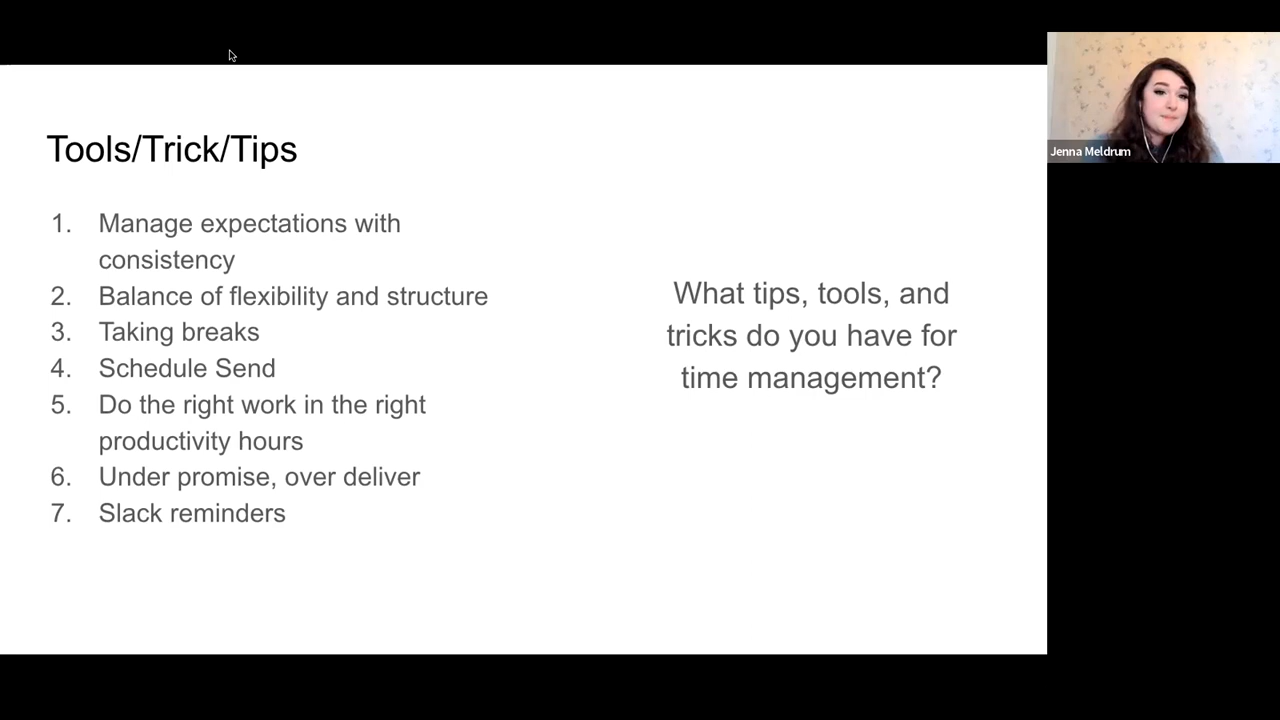 Tools/Trick/Tips
1. Manage expectations with
consistency
2. Balance of flexibility and structure
3. Taking breaks
4. Schedule Send
5. Do the right work in the right
productivity hours
6. Under promise, over deliver
7. Slack reminders
What tips, tools, and
tricks do you have for
time management?
Jenna Meldrum